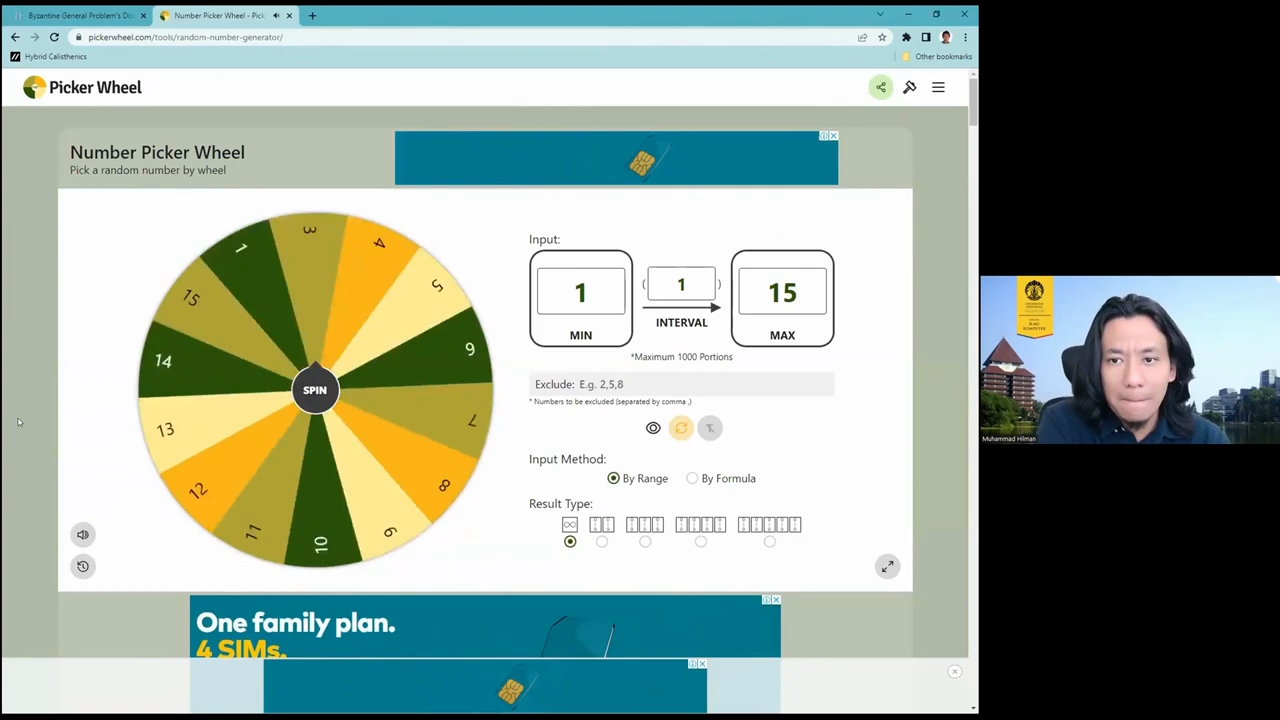 Byzantine General Problem's Dis
Number Picker Wheel - Pick
pickerwheel.com/tools/random-number-generator/
Hybrid Calisthenics
Other bookmarks
Picker Wheel
Number Picker Wheel
Pick a random number by wheel
1
3
4
5
6
7
8
9
10
11
12
13
14
15
SPIN
Input:
1
MIN
( 1 )
INTERVAL
15
MAX
*Maximum 1000 Portions
Exclude: E.g. 2,5,8
* Numbers to be excluded (separated by comma ,)
Input Method:
By Range
By Formula
Result Type:
One family plan.
4 SIMs.
Muhammad Hilman
ILMU
KOMPUTER